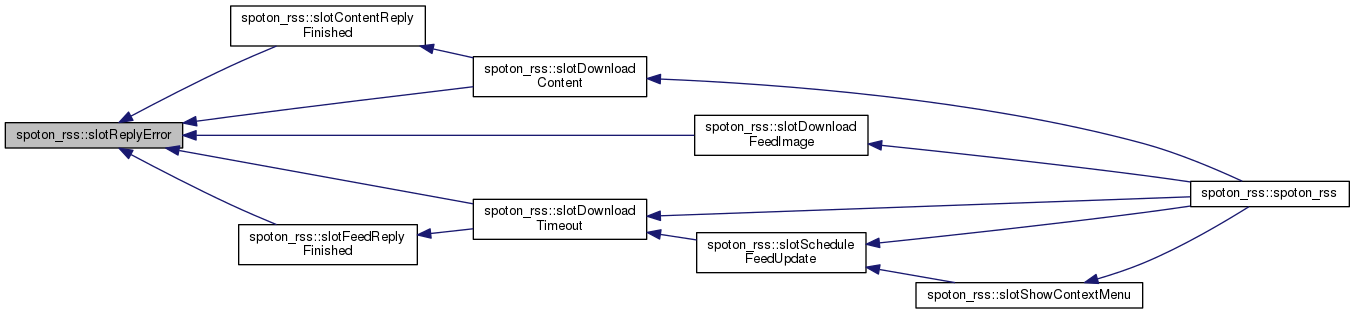 spoton_rss::slotContentReply
Finished
spoton_rss::slotDownload
Content
spoton_rss::slotReplyError
spoton_rss::slotDownload
FeedImage
spoton_rss::spoton_rss
spoton_rss::slotDownload
Timeout
spoton_rss::slotFeedReply
Finished
spoton_rss::slotSchedule
FeedUpdate
spoton_rss::slotShowContextMenu